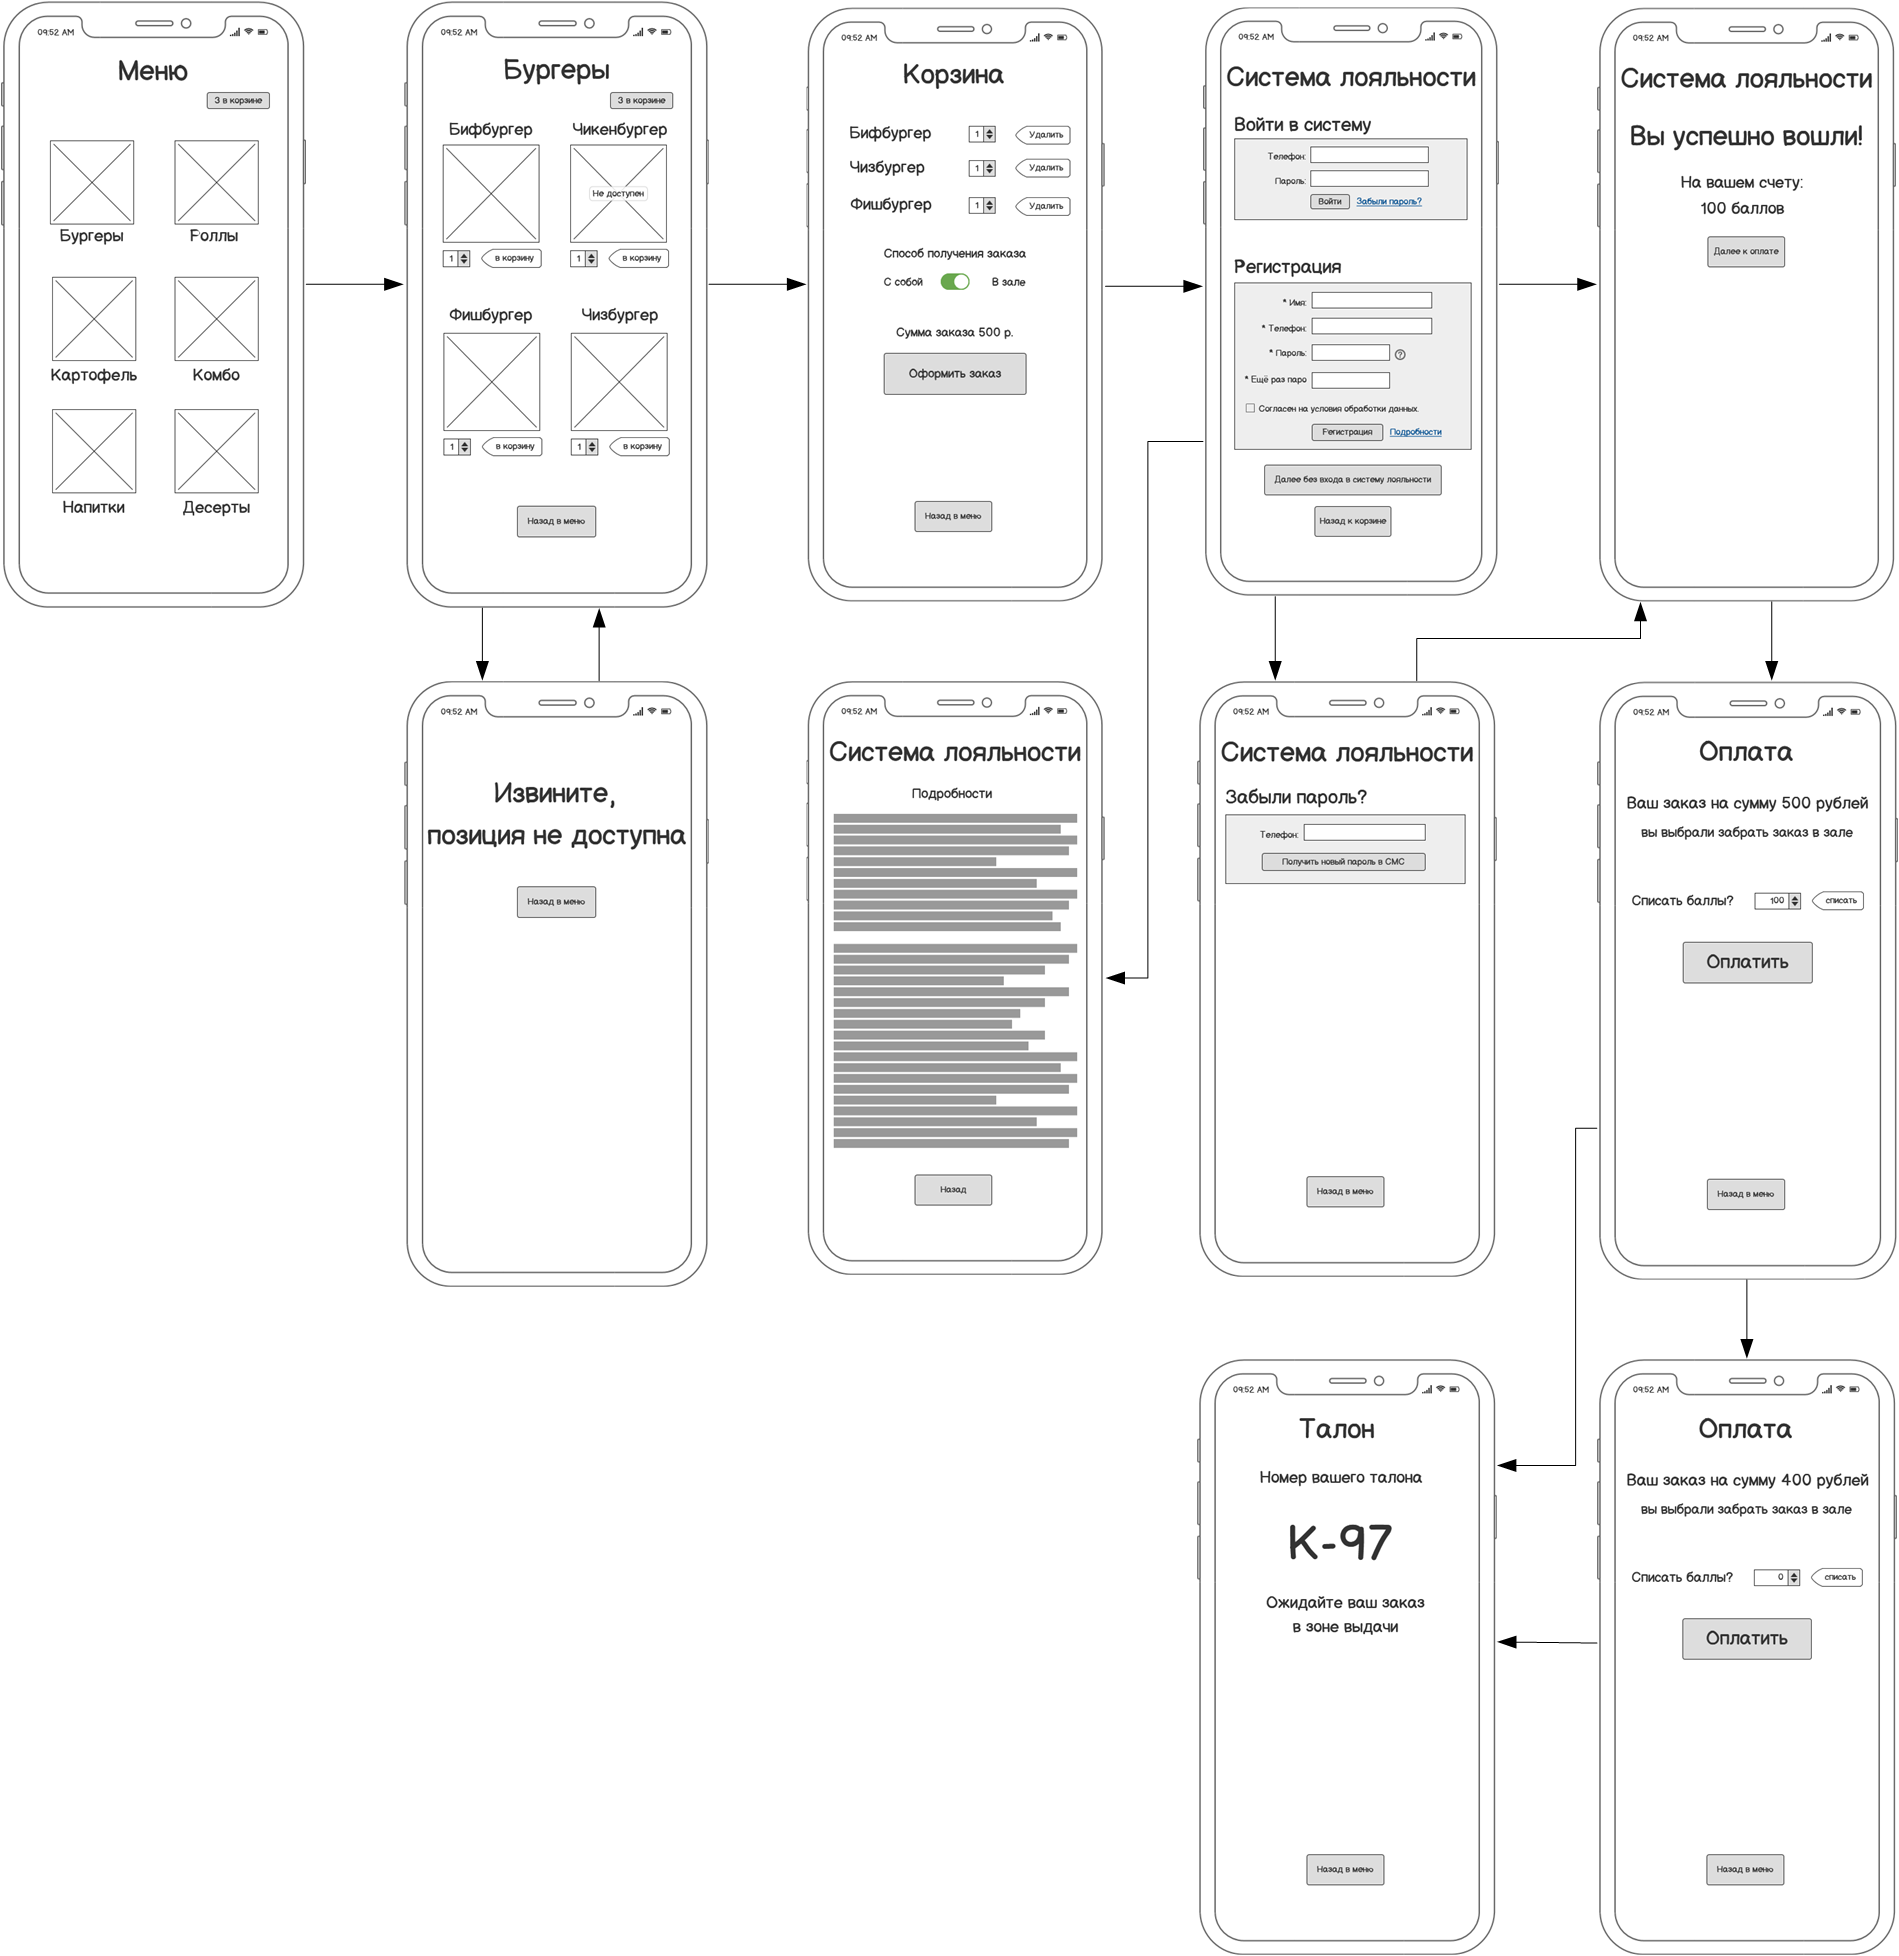 09:52 AM
Меню
3 в корзине
Бургеры
Роллы
Картофель
Комбо
Напитки
Десерты
09:52 AM
Бургеры
3 в корзине
Бифбургер
Чикенбургер
Не доступен
1
в корзину
1
в корзину
Фишбургер
Чизбургер
1
в корзину
1
в корзину
Назад в меню
09:52 AM
Корзина
Бифбургер
1
Удалить
Чизбургер
1
Удалить
Фишбургер
1
Удалить
Способ получения заказа
С собой
В зале
Сумма заказа 500 р.
Оформить заказ
Назад в меню
09:52 AM
Система лояльности
Войти в систему
Телефон:
Пароль:
Войти
Забыли пароль?
Регистрация
* Имя:
* Телефон:
* Пароль:
?
* Ещё раз паро
Согласен на условия обработки данных.
Регистрация
Подробности
Далее без входа в систему лояльности
Назад к корзине
09:52 AM
Система лояльности
Вы успешно вошли!
На вашем счету:
100 баллов
Далее к оплате
09:52 AM
Извините,
позиция не доступна
Назад в меню
09:52 AM
Система лояльности
Подробности
Назад
09:52 AM
Система лояльности
Забыли пароль?
Телефон:
Получить новый пароль в СМС
Назад в меню
09:52 AM
Оплата
Ваш заказ на сумму 500 рублей
вы выбрали забрать заказ в зале
Списать баллы?
100
списать
Оплатить
Назад в меню
09:52 AM
Талон
Номер вашего талона
К-97
Ожидайте ваш заказ
в зоне выдачи
Назад в меню
09:52 AM
Оплата
Ваш заказ на сумму 400 рублей
вы выбрали забрать заказ в зале
Списать баллы?
0
списать
Оплатить
Назад в меню